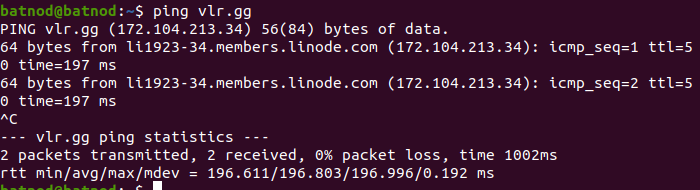 batnod@batnod:~$ ping vlr.gg
PING vlr.gg (172.104.213.34) 56(84) bytes of data.
64 bytes from li1923-34.members.linode.com (172.104.213.34): icmp_seq=1 ttl=5
0 time=197 ms
64 bytes from li1923-34.members.linode.com (172.104.213.34): icmp_seq=2 ttl=5
0 time=197 ms
^C
--- vlr.gg ping statistics ---
2 packets transmitted, 2 received, 0% packet loss, time 1002ms
rtt min/avg/max/mdev = 196.611/196.803/196.996/0.192 ms
batnod@batnod:~$